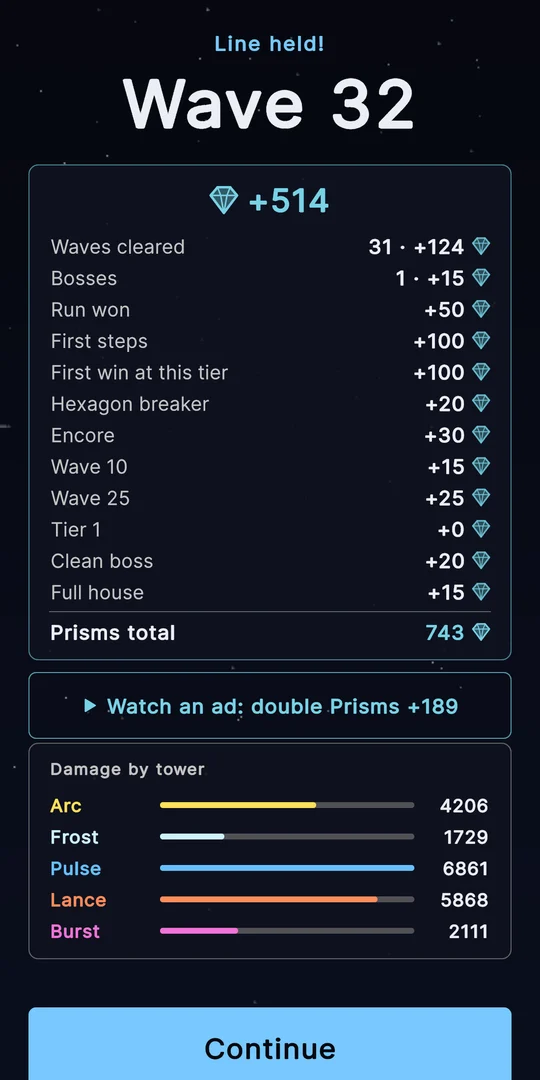 Line held!
Wave 32
+514
Waves cleared 31 · +124
Bosses 1 · +15
Run won +50
First steps +100
First win at this tier +100
Hexagon breaker +20
Encore +30
Wave 10 +15
Wave 25 +25
Tier 1 +0
Clean boss +20
Full house +15
Prisms total 743
Watch an ad: double Prisms +189
Damage by tower
Arc 4206
Frost 1729
Pulse 6861
Lance 5868
Burst 2111
Continue